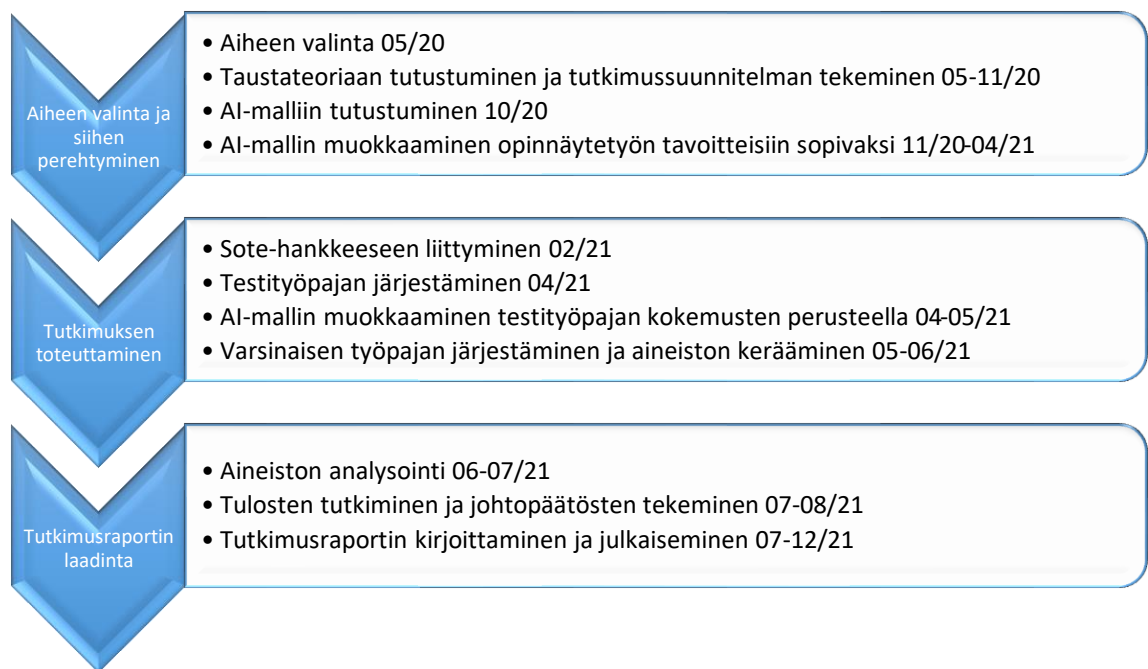 Aiheen valinta ja
siihen
perehtyminen
• Aiheen valinta 05/20
• Taustateoriaan tutustuminen ja tutkimussuunnitelman tekeminen 05-11/20
• AI-malliin tutustuminen 10/20
• AI-mallin muokkaaminen opinnäytetyön tavoitteisiin sopivaksi 11/20-04/21
Tutkimuksen
toteuttaminen
• Sote-hankkeeseen liittyminen 02/21
• Testityöpajan järjestäminen 04/21
• AI-mallin muokkaaminen testityöpajan kokemusten perusteella 04-05/21
• Varsinaisen työpajan järjestäminen ja aineiston kerääminen 05-06/21
Tutkimusraportin
laadinta
• Aineiston analysointi 06-07/21
• Tulosten tutkiminen ja johtopäätösten tekeminen 07-08/21
• Tutkimusraportin kirjoittaminen ja julkaiseminen 07-12/21